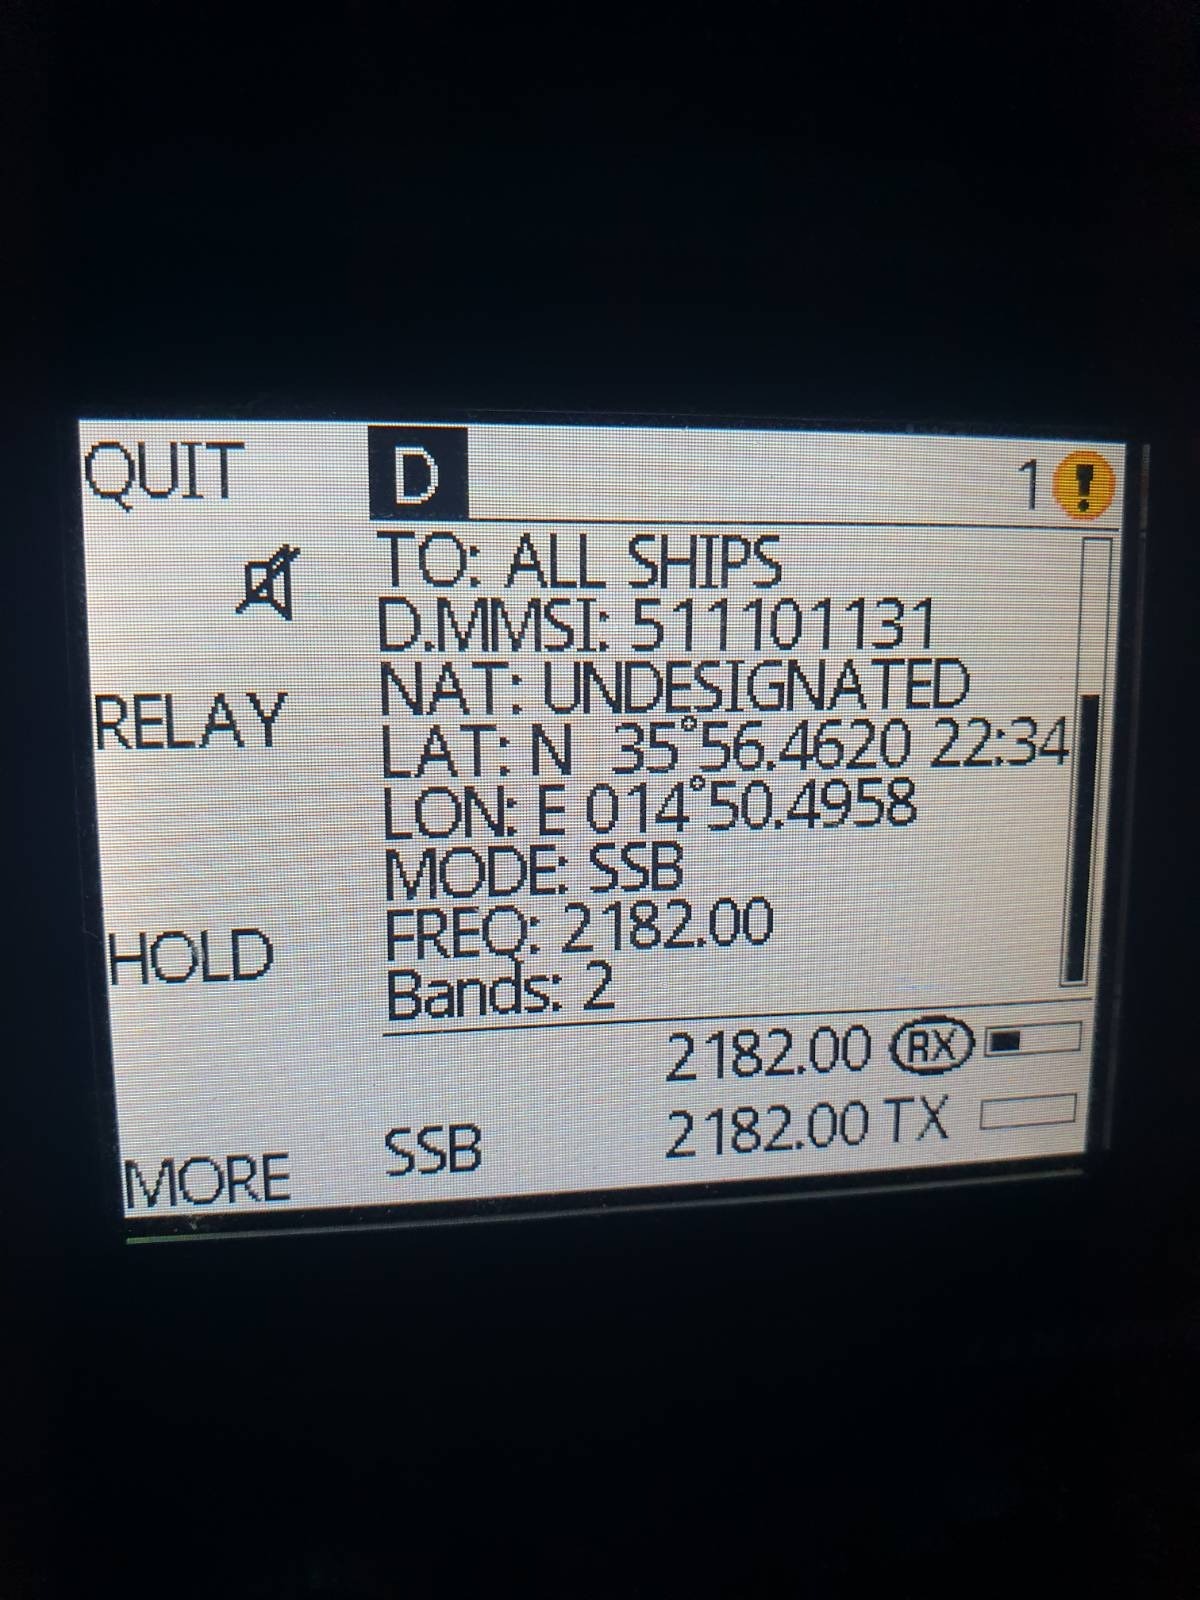 QUIT
D
1
TO: ALL SHIPS
D.MMSI: 511101131
NAT: UNDESIGNATED
RELAY
LAT: N 35°56.4620 22:34
LON: E 014°50.4958
MODE: SSB
FREQ: 2182.00
HOLD
Bands: 2
2182.00 RX
SSB 2182.00 TX
MORE